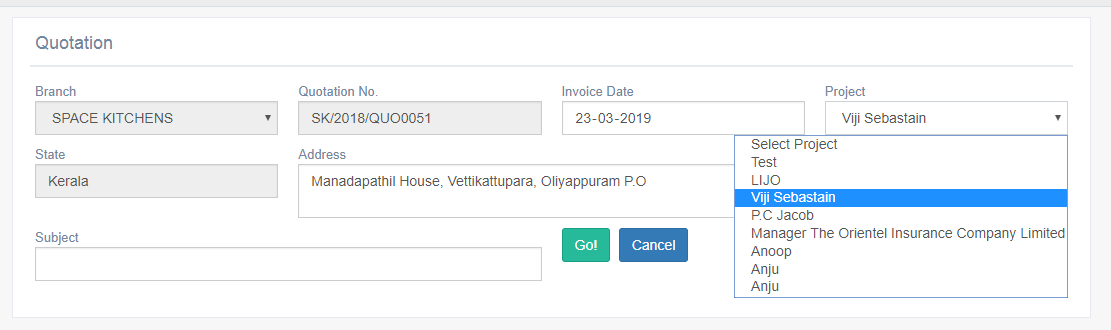 Quotation
Branch
Quotation No.
Invoice Date
Project
SPACE KITCHENS
SK/2018/QUO0051
23-03-2019
Viji Sebastain
State
Address
Kerala
Manadapathil House, Vettikattupara, Oliyappuram P.O
Select Project
Test
LIJO
Viji Sebastain
P.C Jacob
Manager The Orientel Insurance Company Limited
Anoop
Anju
Anju
Subject
Go!
Cancel